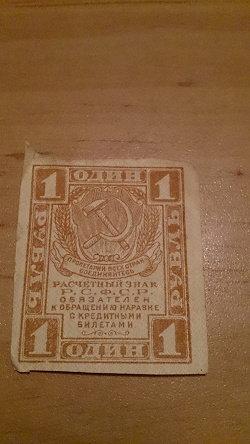 1 ОДИН 1
РУБЛЬ
РУБЛЬ
ПРОЛЕТАРИИ ВСЕХ СТРАН
СОЕДИНЯЙТЕСЬ
РАСЧЕТНЫЙ ЗНАК
Р.С.Ф.С.Р.
ОБЯЗАТЕЛЕН
К ОБРАЩЕНИЮ НАРАВНЕ
С КРЕДИТНЫМИ
БИЛЕТАМИ.
1 ОДИН 1